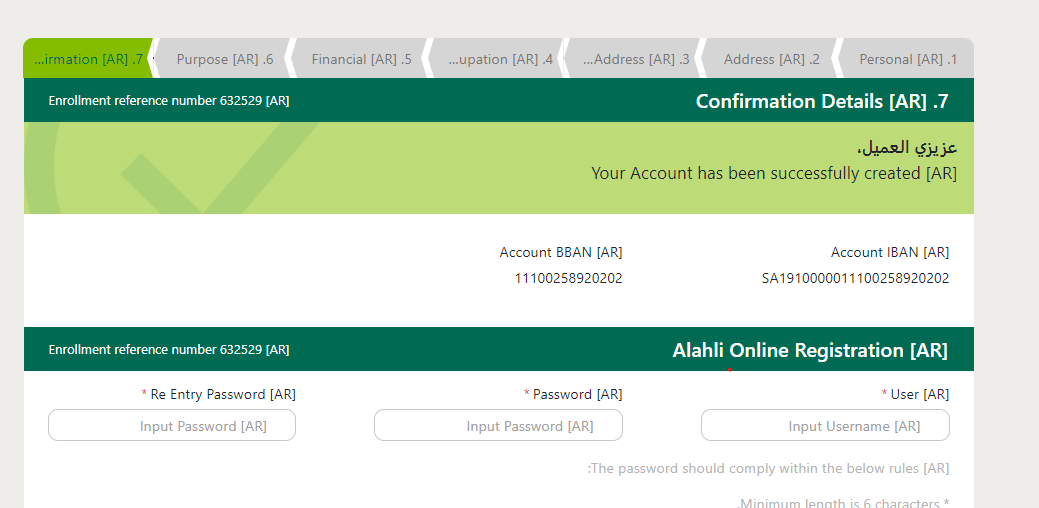 Personal [AR] .1
Address [AR] .2
...Address [AR] .3
...upation [AR] .4
Financial [AR] .5
Purpose [AR] .6
...irmation [AR] .7
Confirmation Details [AR] .7
Enrollment reference number 632529 [AR]
عزيزي العميل،
Your Account has been successfully created [AR]
Account IBAN [AR]
Account BBAN [AR]
SA1910000011100258920202
11100258920202
Alahli Online Registration [AR]
Enrollment reference number 632529 [AR]
* User [AR]
* Password [AR]
* Re Entry Password [AR]
Input Username [AR]
Input Password [AR]
Input Password [AR]
:The password should comply within the below rules [AR]
.Minimum length is 6 characters *